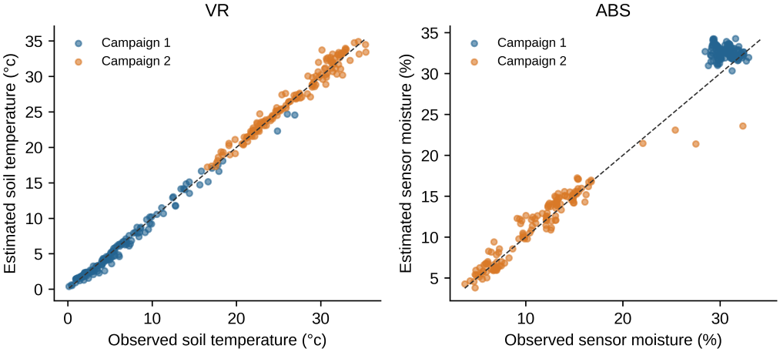 VR
Campaign 1
Campaign 2
Estimated soil temperature (°c)
35
30
25
20
15
10
5
0
0 10 20 30
Observed soil temperature (°c)
ABS
Campaign 1
Campaign 2
Estimated sensor moisture (%)
35
30
25
20
15
10
5
10 20 30
Observed sensor moisture (%)